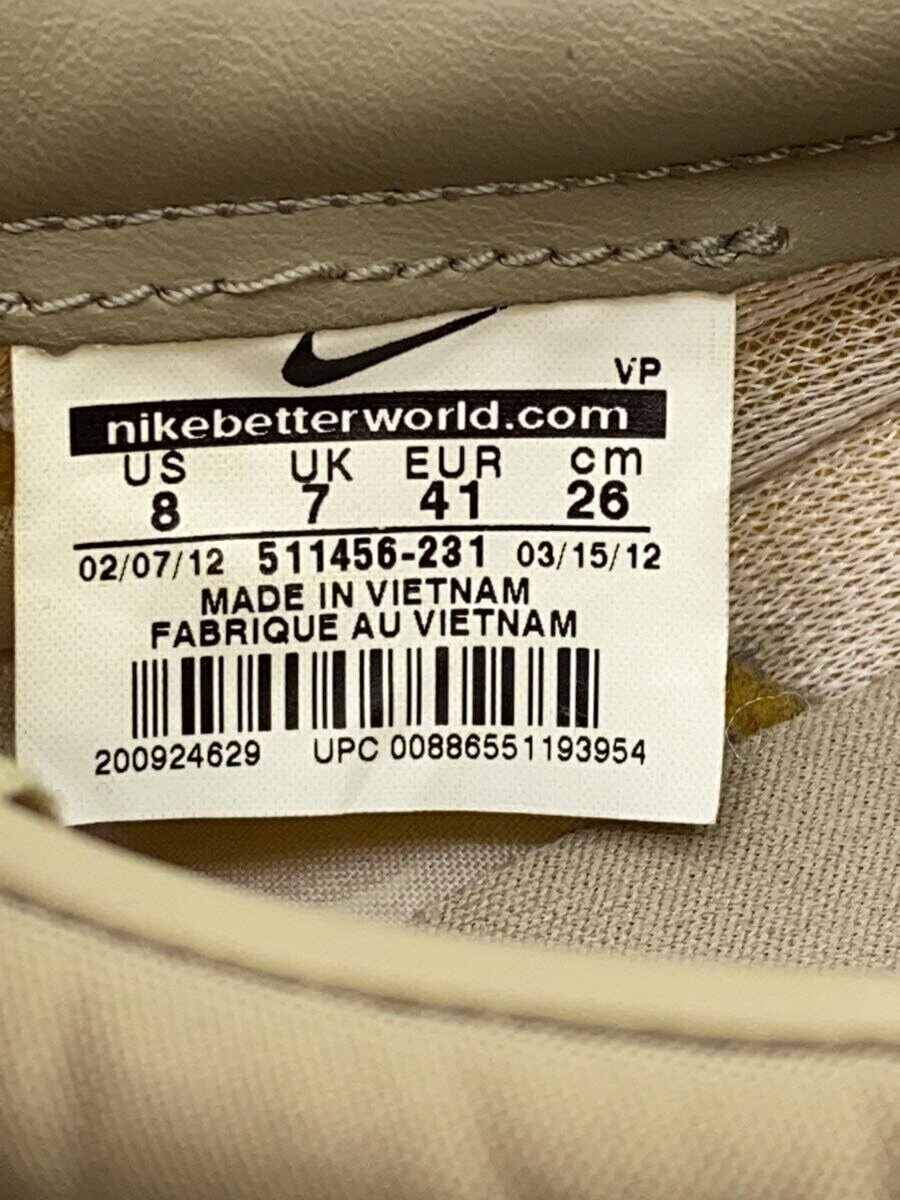 VP
nikebetterworld.com
US UK EUR cm
8 7 41 26
02/07/12 511456-231 03/15/12
MADE IN VIETNAM
FABRIQUE AU VIETNAM
200924629 UPC 00886551193954